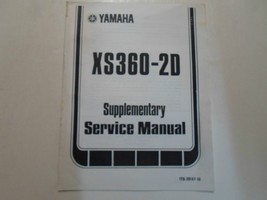 YAMAHA
XS360-2D
Supplementary
Service Manual